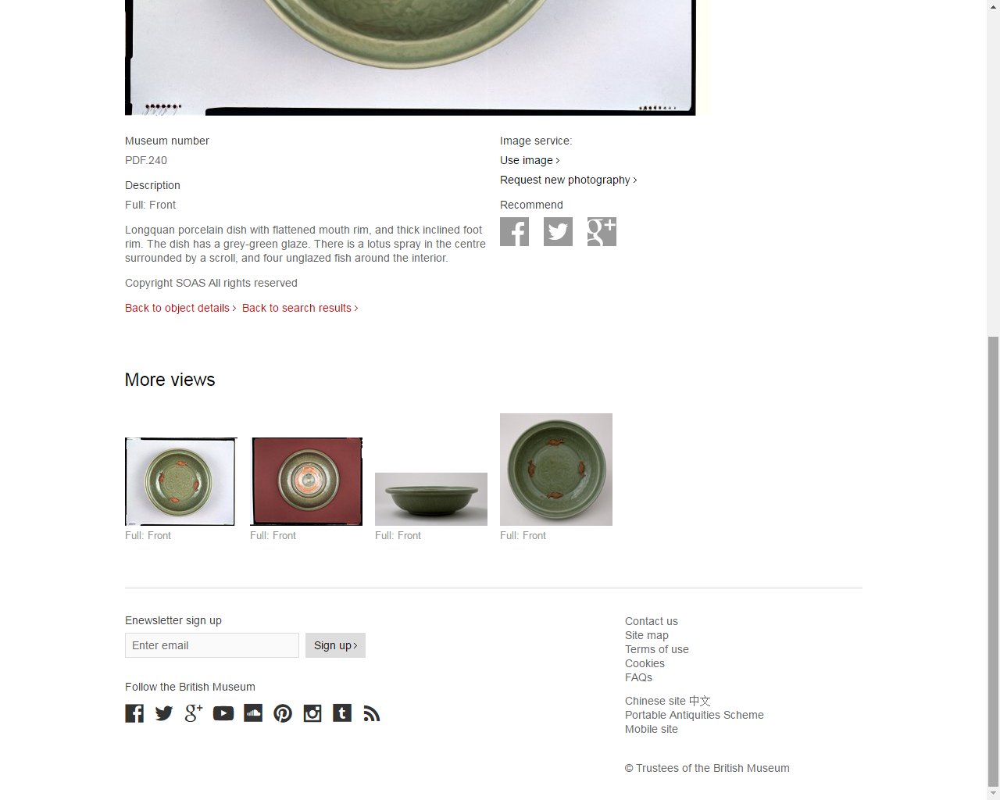 Museum number
PDF.240
Description
Full: Front
Longquan porcelain dish with flattened mouth rim, and thick inclined foot
rim. The dish has a grey-green glaze. There is a lotus spray in the centre
surrounded by a scroll, and four unglazed fish around the interior.
Copyright SOAS All rights reserved
Back to object details › Back to search results ›
Image service:
Use image ›
Request new photography ›
Recommend
More views
Full: Front
Full: Front
Full: Front
Full: Front
Enewsletter sign up
Enter email
Sign up ›
Follow the British Museum
Contact us
Site map
Terms of use
Cookies
FAQs
Chinese site 中文
Portable Antiquities Scheme
Mobile site
© Trustees of the British Museum